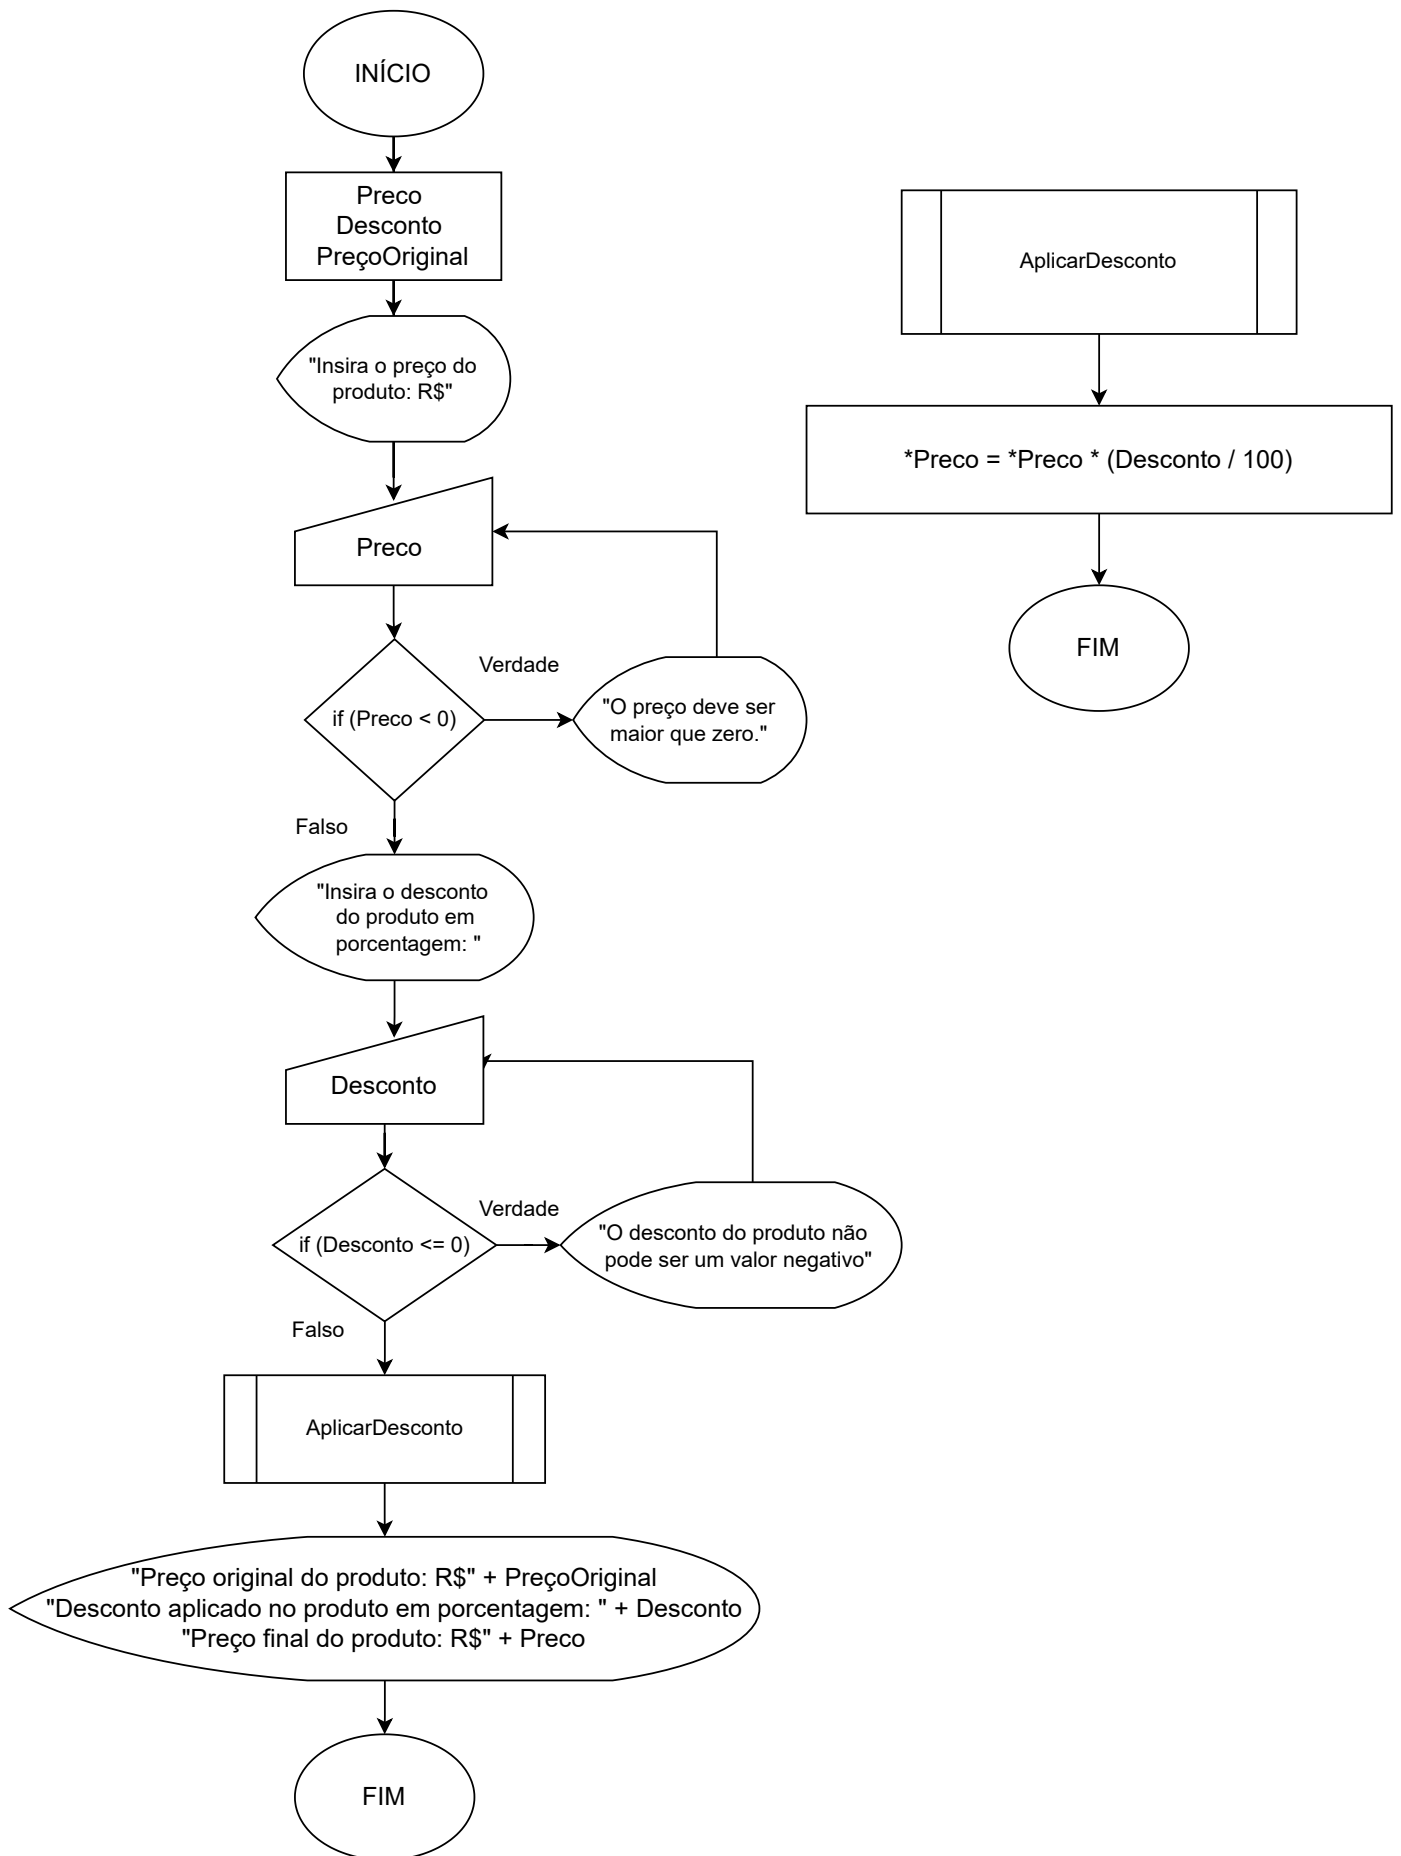 INÍCIO
Preco
Desconto
PreçoOriginal
"Insira o preço do
produto: R$"
Preco
if (Preco < 0)
Verdade
"O preço deve ser
maior que zero."
Falso
"Insira o desconto
do produto em
porcentagem: "
Desconto
if (Desconto <= 0)
Verdade
"O desconto do produto não
pode ser um valor negativo"
Falso
AplicarDesconto
"Preço original do produto: R$" + PreçoOriginal
"Desconto aplicado no produto em porcentagem: " + Desconto
"Preço final do produto: R$" + Preco
FIM
AplicarDesconto
*Preco = *Preco * (Desconto / 100)
FIM